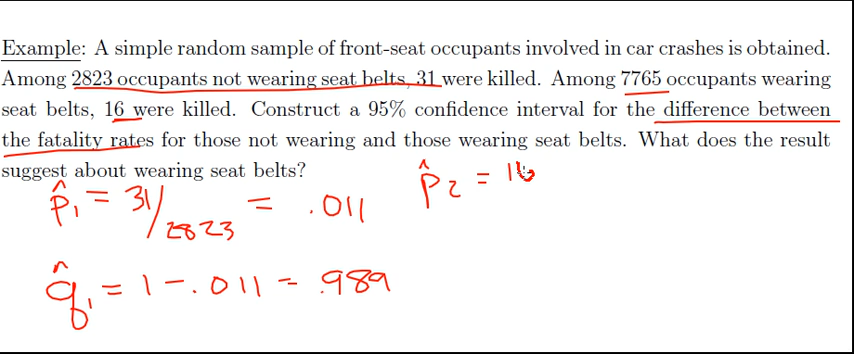 Example: A simple random sample of front-seat occupants involved in car crashes is obtained.
Among 2823 occupants not wearing seat belts, 31 were killed. Among 7765 occupants wearing
seat belts, 16 were killed. Construct a 95% confidence interval for the difference between
the fatality rates for those not wearing and those wearing seat belts. What does the result
suggest about wearing seat belts?
p̂₁ = 31/2823 = .011
p̂₂ = 16
q̂₁ = 1 - .011 = .989